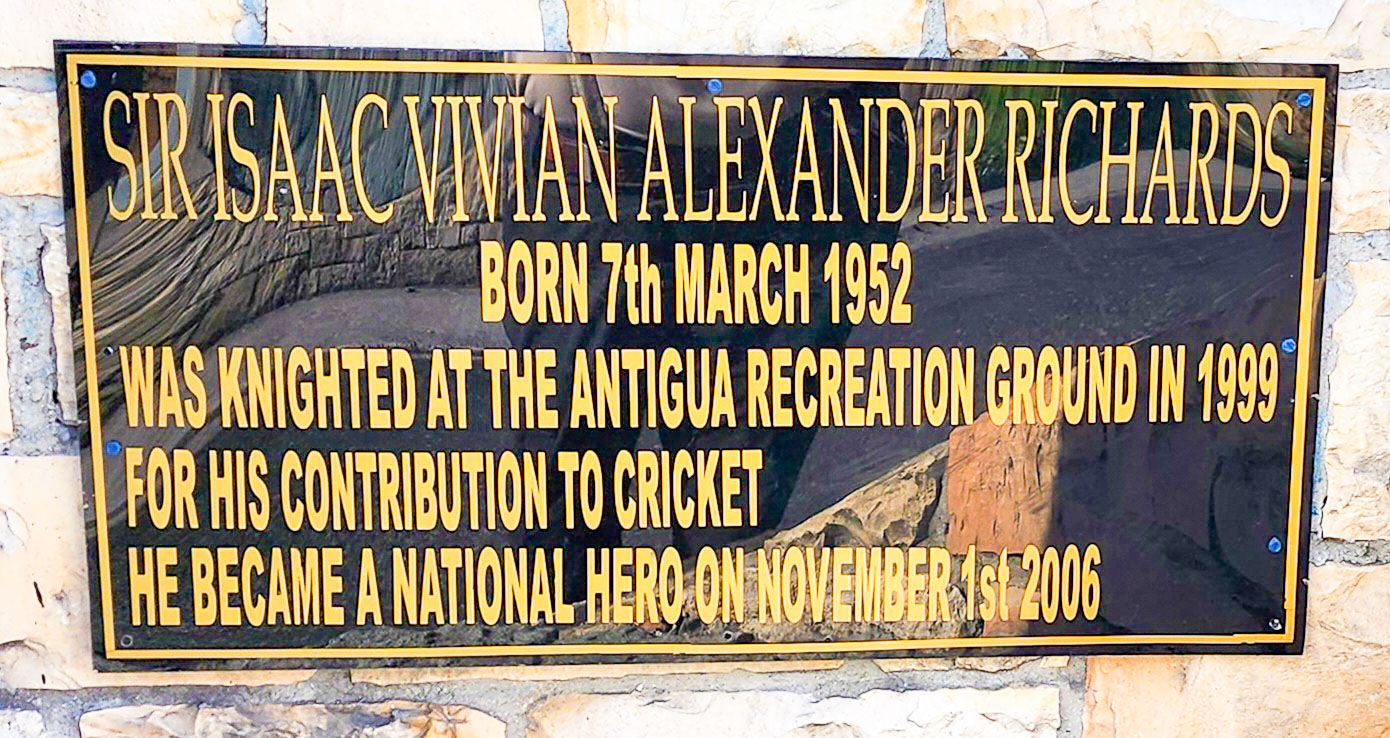 SIR ISAAC VIVIAN ALEXANDER RICHARDS
BORN 7th MARCH 1952
WAS KNIGHTED AT THE ANTIGUA RECREATION GROUND IN 1999
FOR HIS CONTRIBUTION TO CRICKET
HE BECAME A NATIONAL HERO ON NOVEMBER 1st 2006